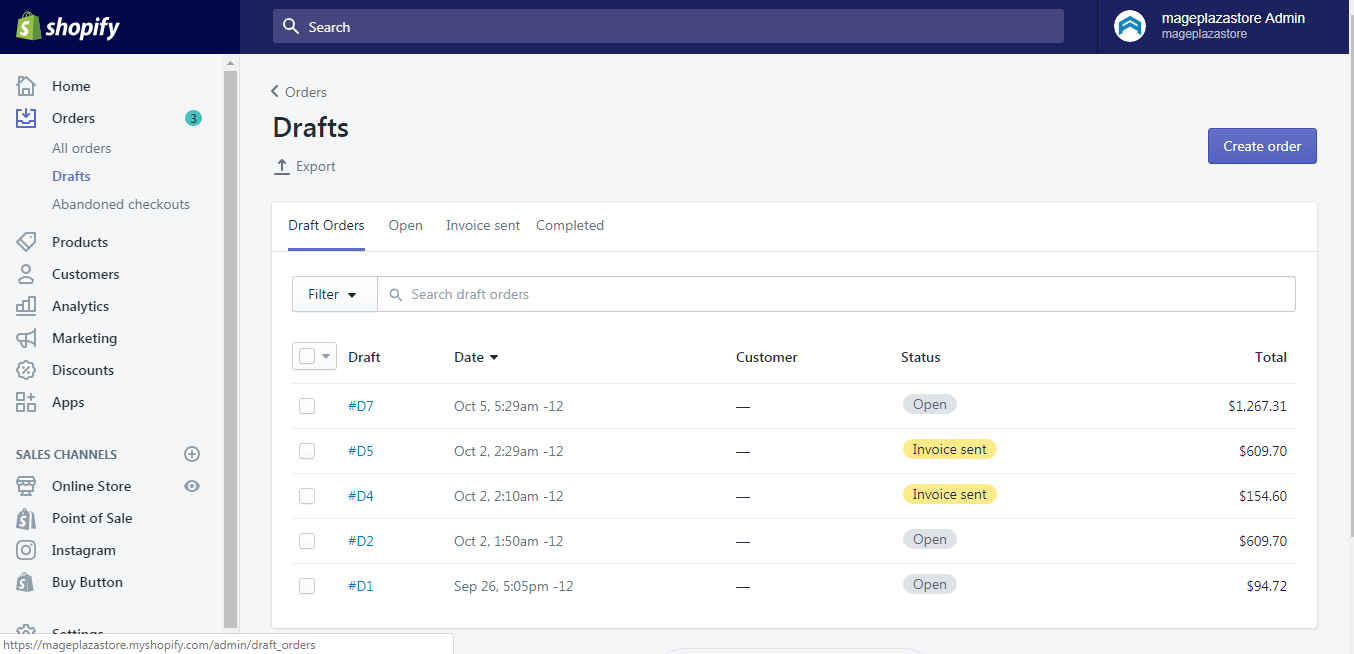 shopify
Search
mageplazastore Admin
mageplazastore
Home
Orders 3
All orders
Drafts
Abandoned checkouts
Products
Customers
Analytics
Marketing
Discounts
Apps
SALES CHANNELS
Online Store
Point of Sale
Instagram
Buy Button
Settings
https://mageplazastore.myshopify.com/admin/draft_orders
Orders
Drafts
Export
Create order
Draft Orders Open Invoice sent Completed
Filter Search draft orders
Draft Date Customer Status Total
#D7 Oct 5, 5:29am -12 — Open $1,267.31
#D5 Oct 2, 2:29am -12 — Invoice sent $609.70
#D4 Oct 2, 2:10am -12 — Invoice sent $154.60
#D2 Oct 2, 1:50am -12 — Open $609.70
#D1 Sep 26, 5:05pm -12 — Open $94.72